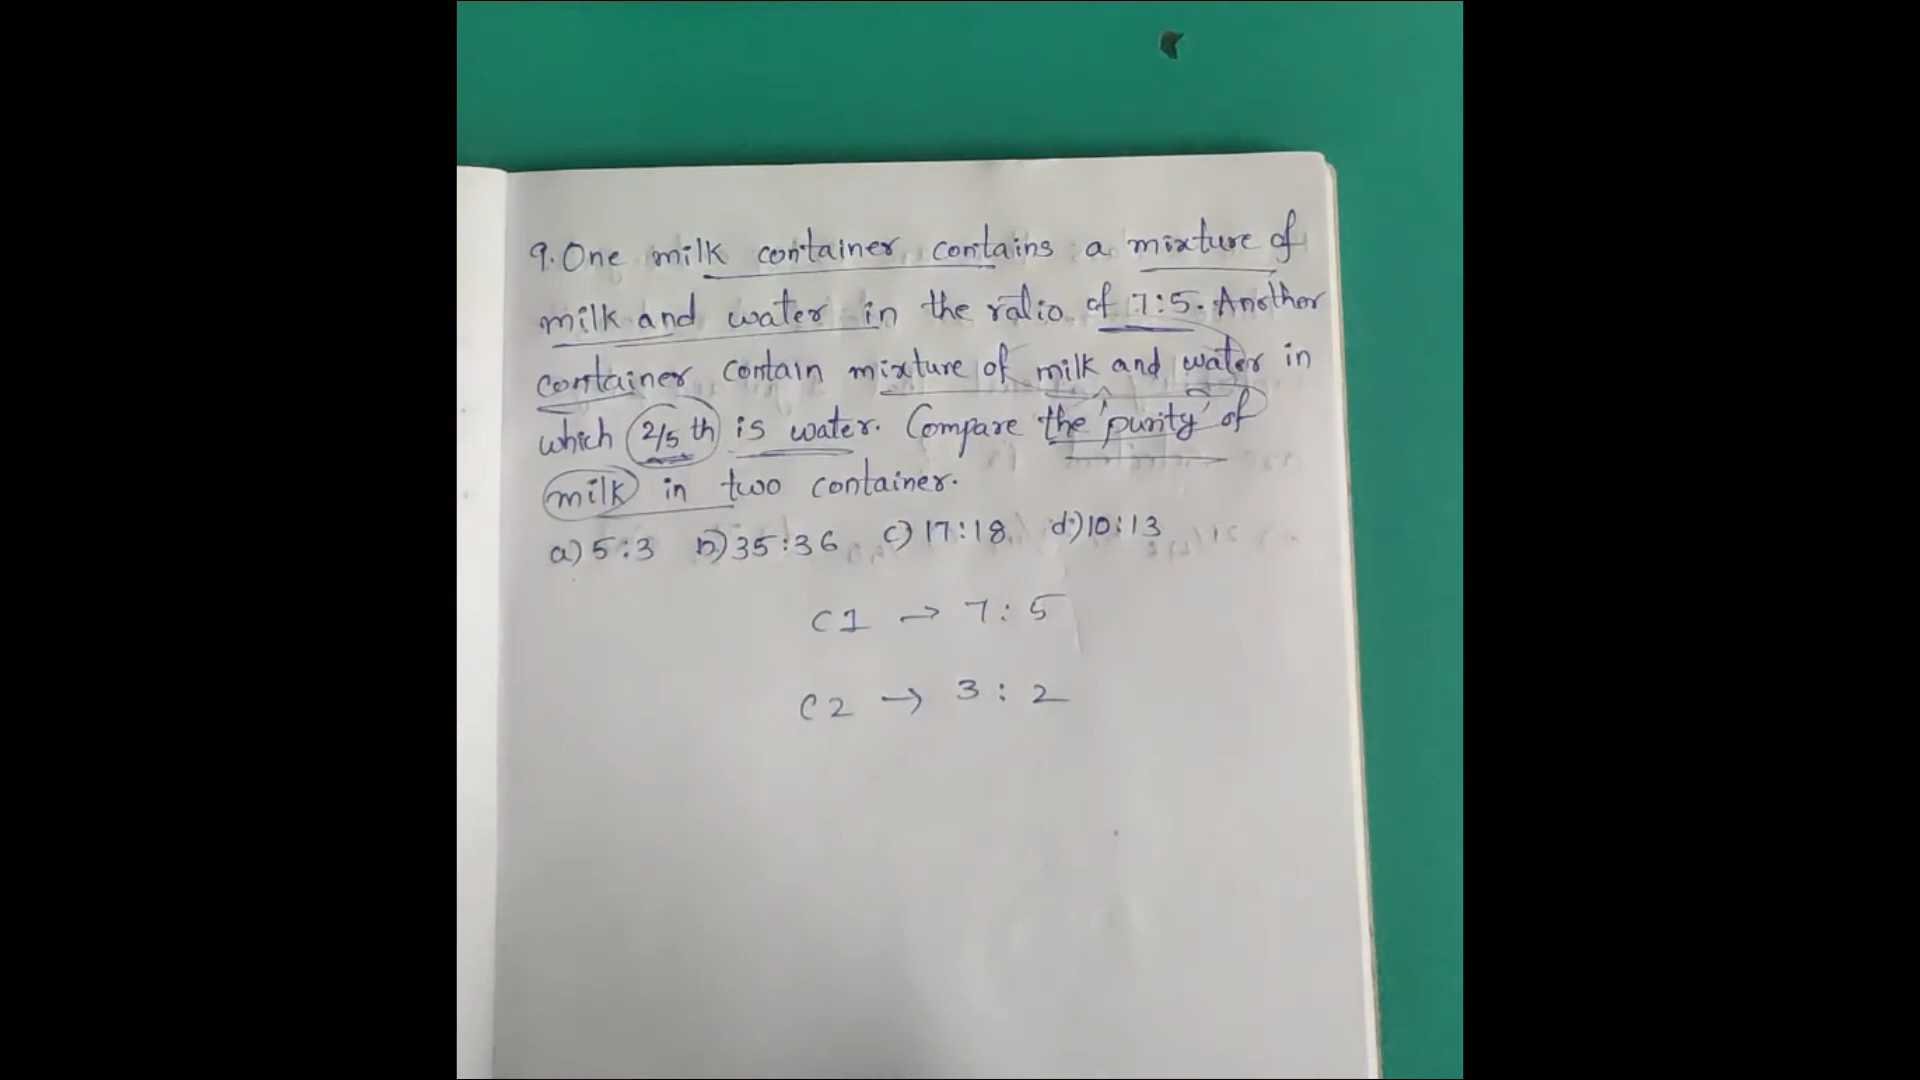 9. One milk container contains a mixture of
milk and water in the ratio of 7:5. Another
container contain mixture of milk and water in
which 2/5 th is water. Compare the 'purity' of
milk in two container.
a) 5:3 b) 35:36 c) 17:18 d) 10:13
C1 → 7:5
C2 → 3:2